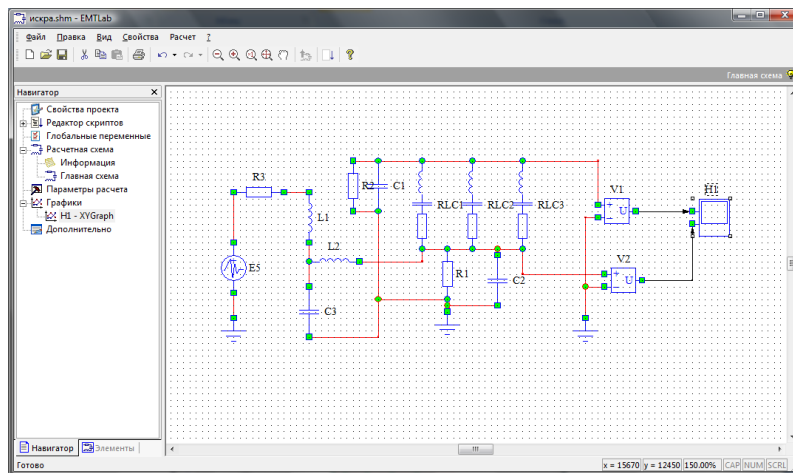 искра.shm - EMTLab
Файл Правка Вид Свойства Расчет ?
Главная схема
Навигатор
Свойства проекта
Редактор скриптов
Глобальные переменные
Расчетная схема
Информация
Главная схема
Параметры расчета
Графики
H1 - XYGraph
Дополнительно
R3
R2
C1
V1
H1
RLC1
RLC2
RLC3
+
−
U
L1
L2
V2
E5
R1
C2
+
−
U
C3
Навигатор Элементы
Готово
x = 15670 y = 12450 150.00% CAP NUM SCRL